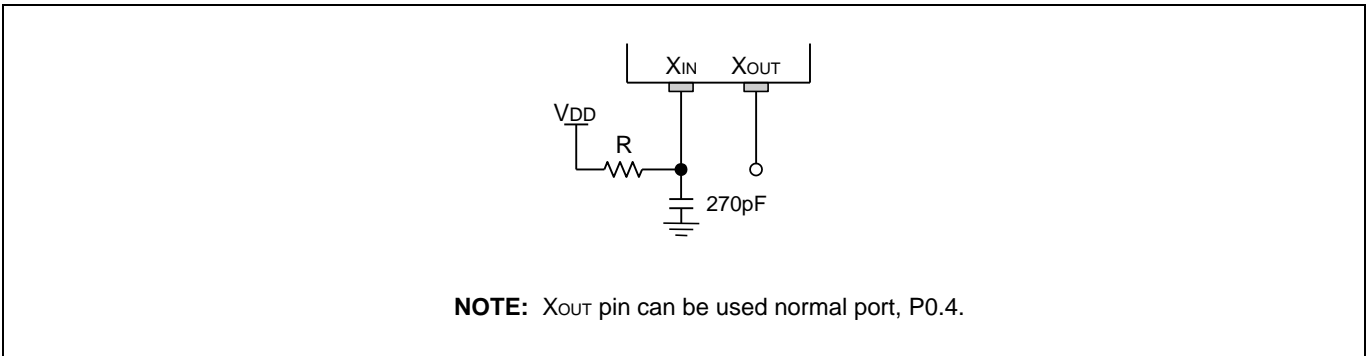 XIN XOUT
VDD
R
270pF
NOTE: XOUT pin can be used normal port, P0.4.